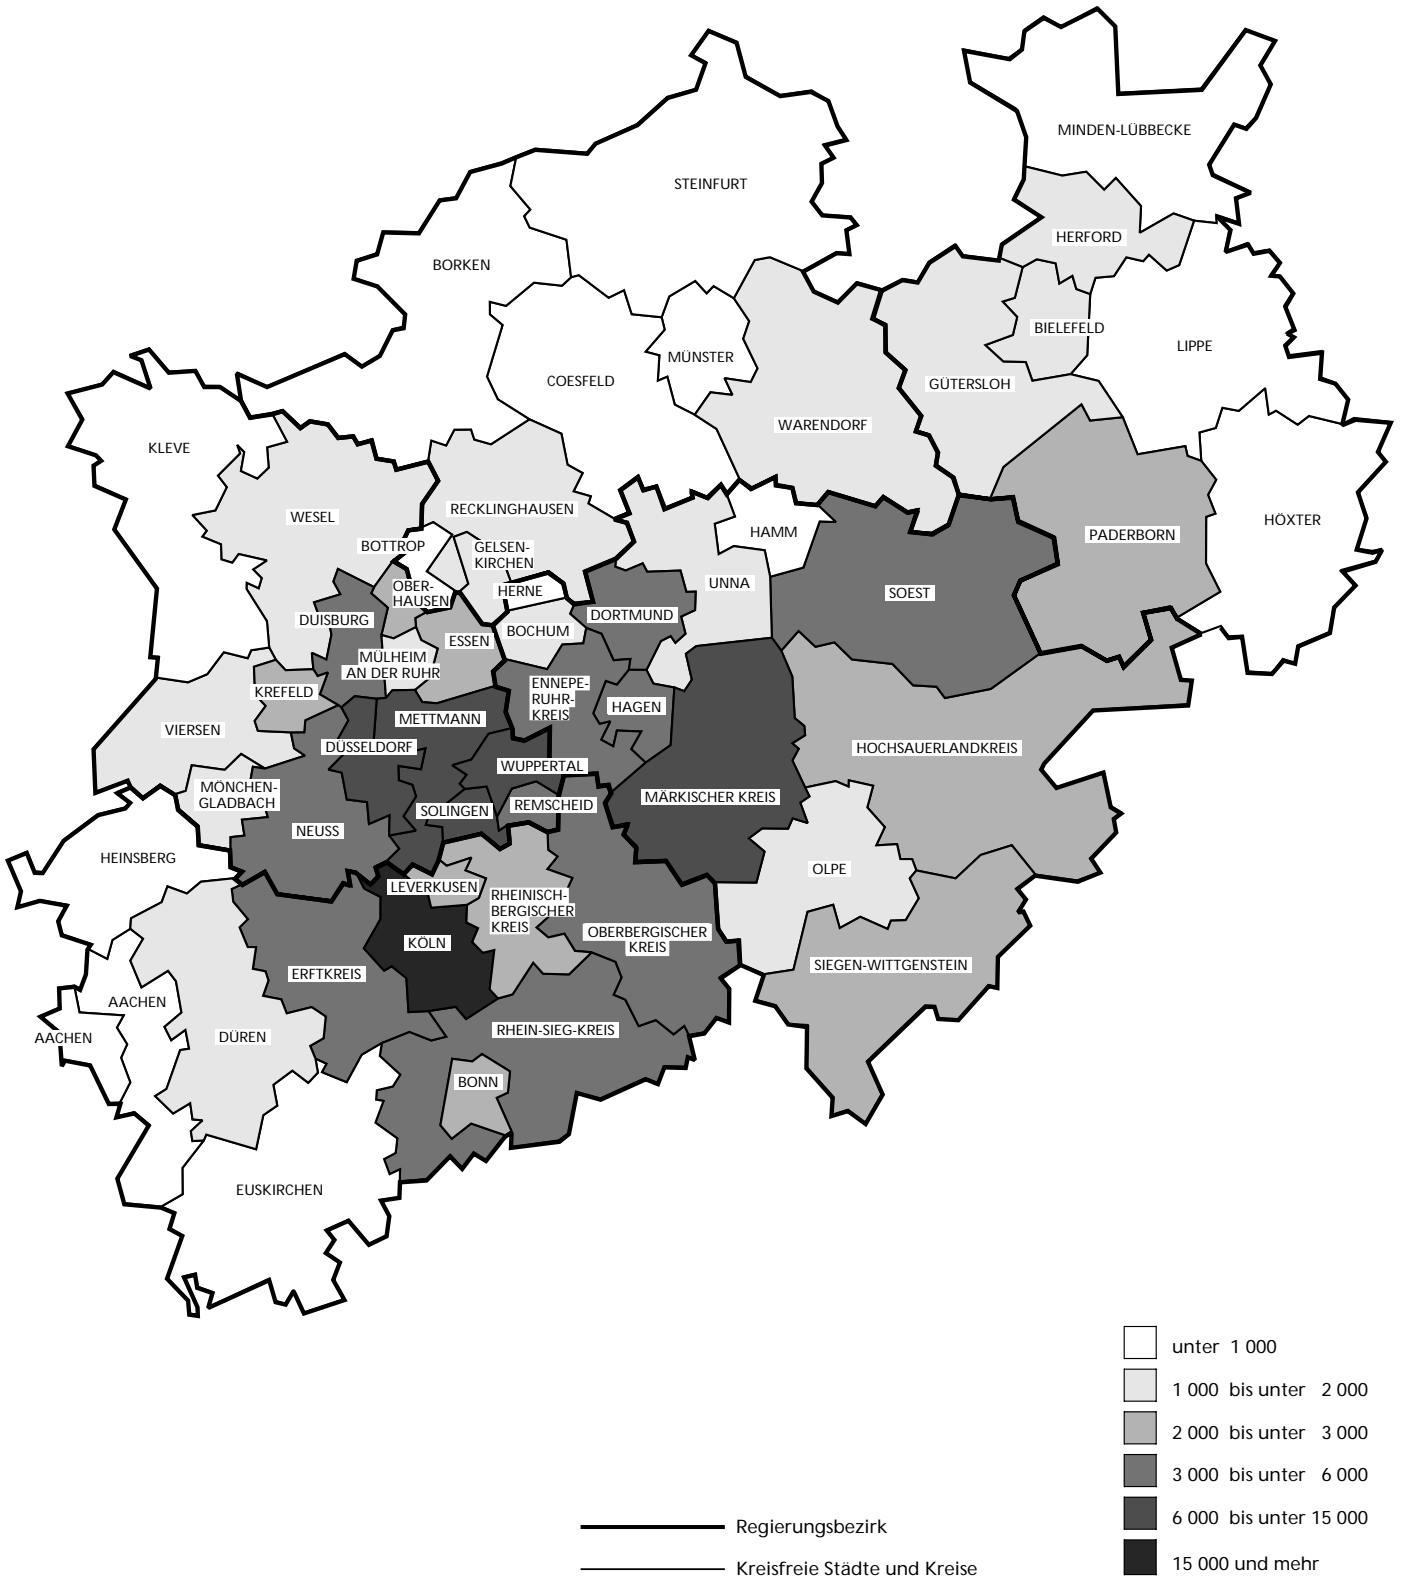 MINDEN-LÜBBECKE
STEINFURT
HERFORD
BORKEN
BIELEFELD
LIPPE
MÜNSTER
COESFELD
GÜTERSLOH
WARENDORF
KLEVE
RECKLINGHAUSEN
WESEL
HÖXTER
HAMM
PADERBORN
BOTTROP
GELSEN-
KIRCHEN
UNNA
OBER-
HAUSEN
HERNE
SOEST
DUISBURG
DORTMUND
BOCHUM
ESSEN
MÜLHEIM
AN DER RUHR
KREFELD
ENNEPE-
RUHR-
KREIS
HAGEN
METTMANN
VIERSEN
DÜSSELDORF
HOCHSAUERLANDKREIS
WUPPERTAL
MÖNCHEN-
GLADBACH
MÄRKISCHER KREIS
REMSCHEID
SOLINGEN
NEUSS
HEINSBERG
OLPE
LEVERKUSEN
RHEINISCH-
BERGISCHER
KREIS
OBERBERGISCHER
KREIS
KÖLN
SIEGEN-WITTGENSTEIN
ERFTKREIS
AACHEN
RHEIN-SIEG-KREIS
AACHEN
DÜREN
BONN
EUSKIRCHEN
unter 1 000
1 000 bis unter 2 000
2 000 bis unter 3 000
3 000 bis unter 6 000
6 000 bis unter 15 000
15 000 und mehr
Regierungsbezirk
Kreisfreie Städte und Kreise